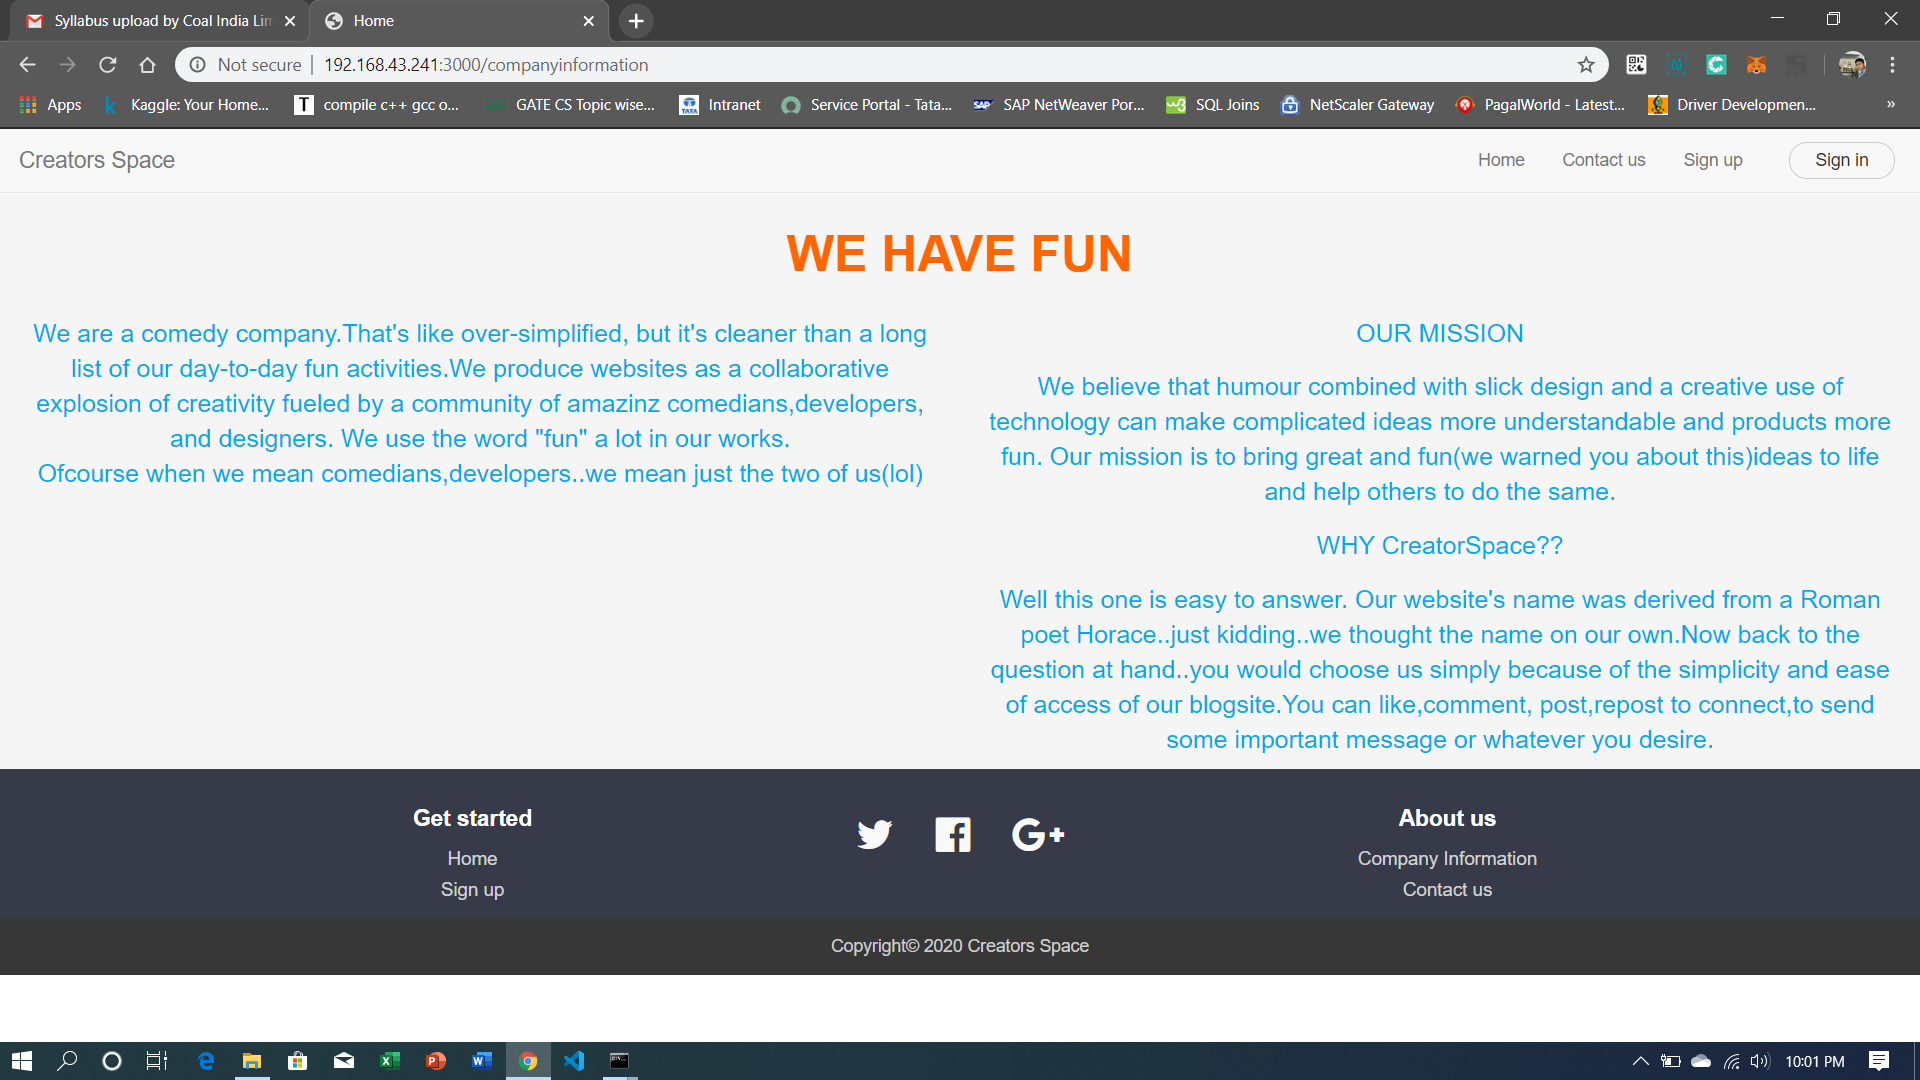 Syllabus upload by Coal India Lim
Home
Not secure
192.168.43.241:3000/companyinformation
Apps
Kaggle: Your Home...
compile c++ gcc o...
GATE CS Topic wise...
Intranet
Service Portal - Tata...
SAP NetWeaver Por...
SQL Joins
NetScaler Gateway
PagalWorld - Latest...
Driver Developmen...
»
Creators Space
Home
Contact us
Sign up
Sign in
WE HAVE FUN
We are a comedy company.That's like over-simplified, but it's cleaner than a long
list of our day-to-day fun activities.We produce websites as a collaborative
explosion of creativity fueled by a community of amazinz comedians,developers,
and designers. We use the word "fun" a lot in our works.
Ofcourse when we mean comedians,developers..we mean just the two of us(lol)
OUR MISSION
We believe that humour combined with slick design and a creative use of
technology can make complicated ideas more understandable and products more
fun. Our mission is to bring great and fun(we warned you about this)ideas to life
and help others to do the same.
WHY CreatorSpace??
Well this one is easy to answer. Our website's name was derived from a Roman
poet Horace..just kidding..we thought the name on our own.Now back to the
question at hand..you would choose us simply because of the simplicity and ease
of access of our blogsite.You can like,comment, post,repost to connect,to send
some important message or whatever you desire.
Get started
Home
Sign up
G+
About us
Company Information
Contact us
Copyright© 2020 Creators Space
10:01 PM